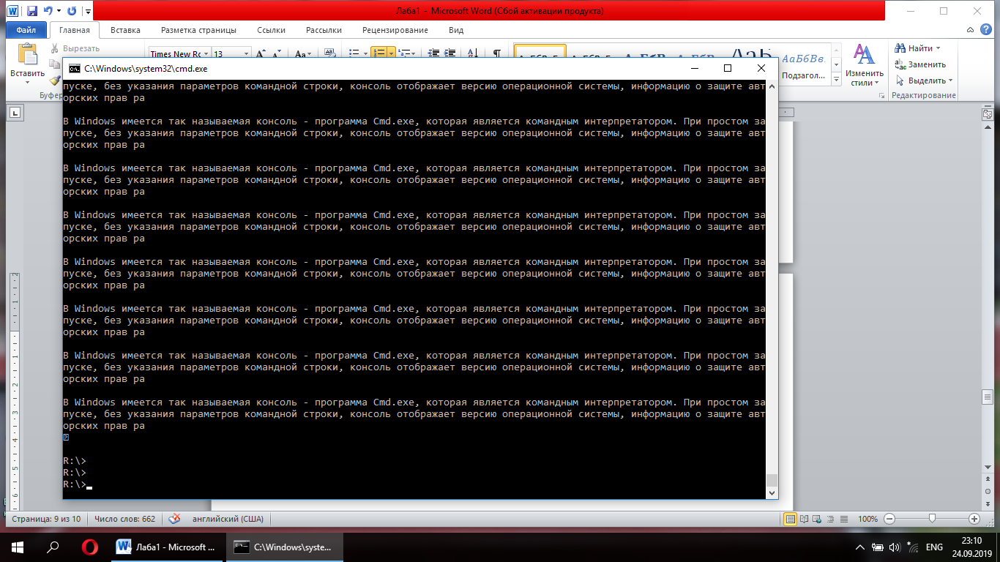 Лаба1 - Microsoft Word (Сбой активации продукта)
Файл Главная Вставка Разметка страницы Ссылки Рассылки Рецензирование Вид
Вырезать
Вставить
Times New Ro 13
Подзагол...
Изменить стили
Найти
Заменить
Выделить
Редактирование
C:\Windows\system32\cmd.exe
пуске, без указания параметров командной строки, консоль отображает версию операционной системы, информацию о защите авт
орских прав ра
В Windows имеется так называемая консоль - программа Cmd.exe, которая является командным интерпретатором. При простом за
пуске, без указания параметров командной строки, консоль отображает версию операционной системы, информацию о защите авт
орских прав ра
В Windows имеется так называемая консоль - программа Cmd.exe, которая является командным интерпретатором. При простом за
пуске, без указания параметров командной строки, консоль отображает версию операционной системы, информацию о защите авт
орских прав ра
В Windows имеется так называемая консоль - программа Cmd.exe, которая является командным интерпретатором. При простом за
пуске, без указания параметров командной строки, консоль отображает версию операционной системы, информацию о защите авт
орских прав ра
В Windows имеется так называемая консоль - программа Cmd.exe, которая является командным интерпретатором. При простом за
пуске, без указания параметров командной строки, консоль отображает версию операционной системы, информацию о защите авт
орских прав ра
В Windows имеется так называемая консоль - программа Cmd.exe, которая является командным интерпретатором. При простом за
пуске, без указания параметров командной строки, консоль отображает версию операционной системы, информацию о защите авт
орских прав ра
В Windows имеется так называемая консоль - программа Cmd.exe, которая является командным интерпретатором. При простом за
пуске, без указания параметров командной строки, консоль отображает версию операционной системы, информацию о защите авт
орских прав ра
В Windows имеется так называемая консоль - программа Cmd.exe, которая является командным интерпретатором. При простом за
пуске, без указания параметров командной строки, консоль отображает версию операционной системы, информацию о защите авт
орских прав ра
R:\>
R:\>
R:\>
Страница: 9 из 10 Число слов: 662 английский (США) 100%
Лаба1 - Microsoft ... C:\Windows\syste... ENG 23:10
24.09.2019